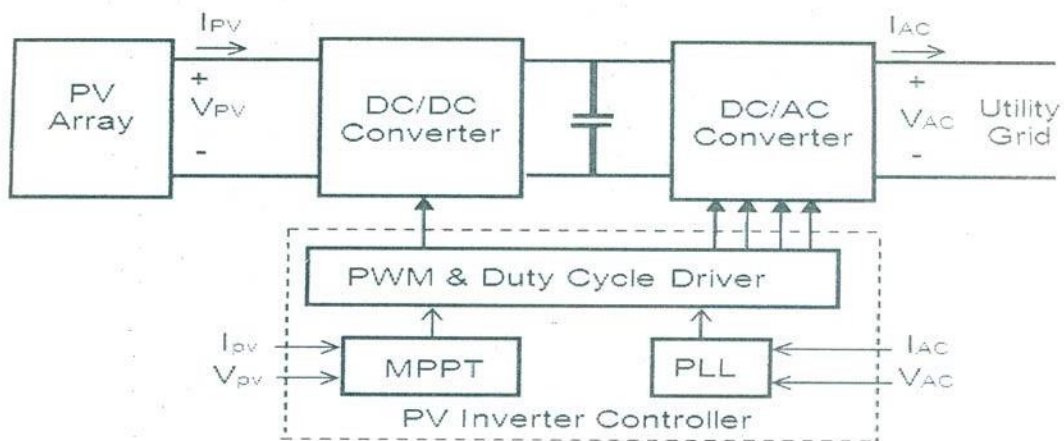 IPV
IAC
PV
Array
+
VPV
-
DC/DC
Converter
DC/AC
Converter
+
VAC
-
Utility
Grid
PWM & Duty Cycle Driver
Ipv
Vpv
MPPT
PLL
IAC
VAC
PV Inverter Controller